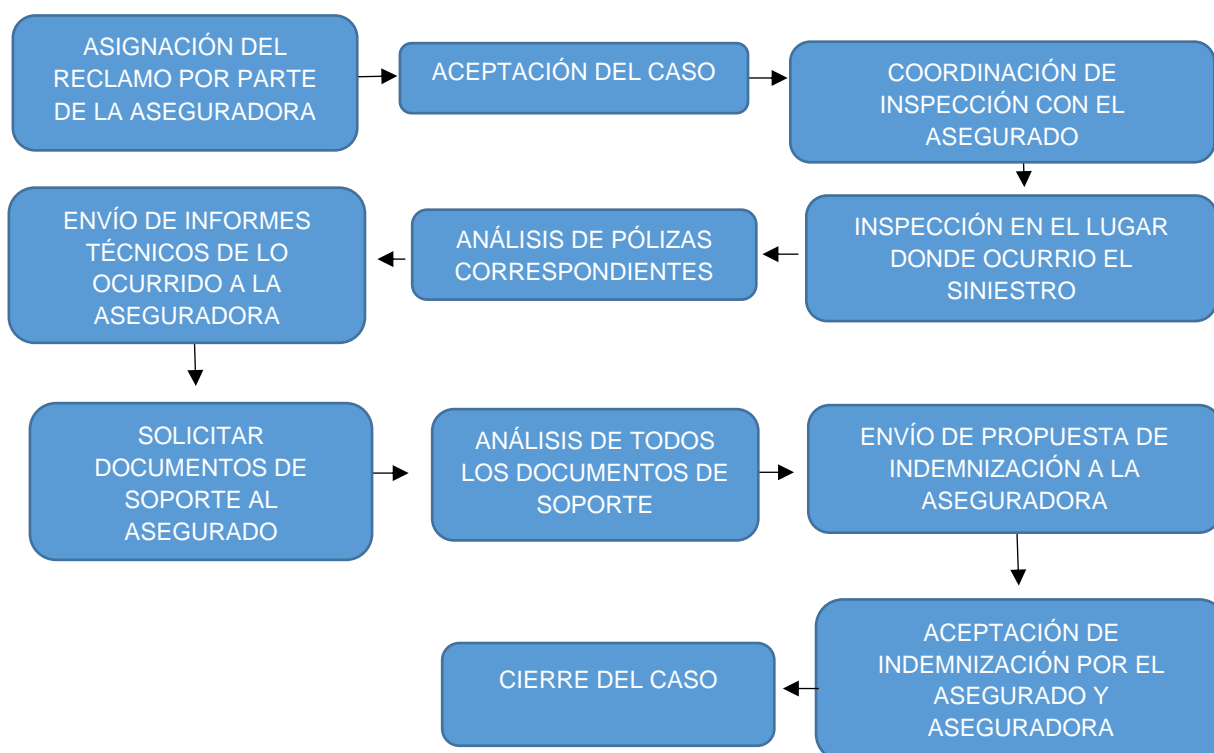 ASIGNACIÓN DEL
RECLAMO POR PARTE
DE LA ASEGURADORA
ACEPTACIÓN DEL CASO
COORDINACIÓN DE
INSPECCIÓN CON EL
ASEGURADO
INSPECCIÓN EN EL LUGAR
DONDE OCURRIO EL
SINIESTRO
ANÁLISIS DE PÓLIZAS
CORRESPONDIENTES
ENVÍO DE INFORMES
TÉCNICOS DE LO
OCURRIDO A LA
ASEGURADORA
SOLICITAR
DOCUMENTOS DE
SOPORTE AL
ASEGURADO
ANÁLISIS DE TODOS
LOS DOCUMENTOS DE
SOPORTE
ENVÍO DE PROPUESTA DE
INDEMNIZACIÓN A LA
ASEGURADORA
ACEPTACIÓN DE
INDEMNIZACIÓN POR EL
ASEGURADO Y
ASEGURADORA
CIERRE DEL CASO